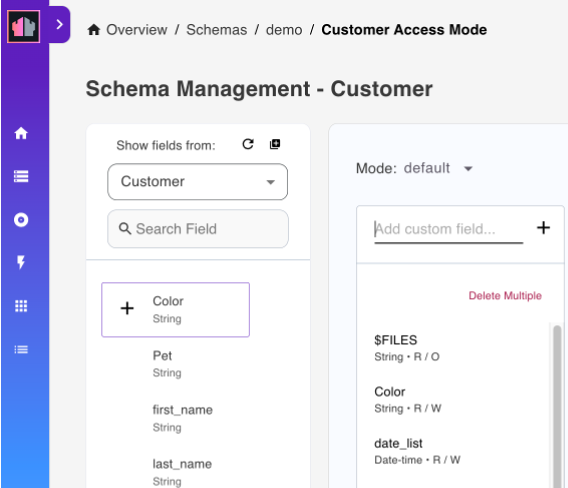 Overview / Schemas / demo / Customer Access Mode
Schema Management - Customer
Show fields from:
Customer
Search Field
Color
String
Pet
String
first_name
String
last_name
String
Mode: default
Add custom field...
Delete Multiple
$FILES
String • R / O
Color
String • R / W
date_list
Date-time • R / W